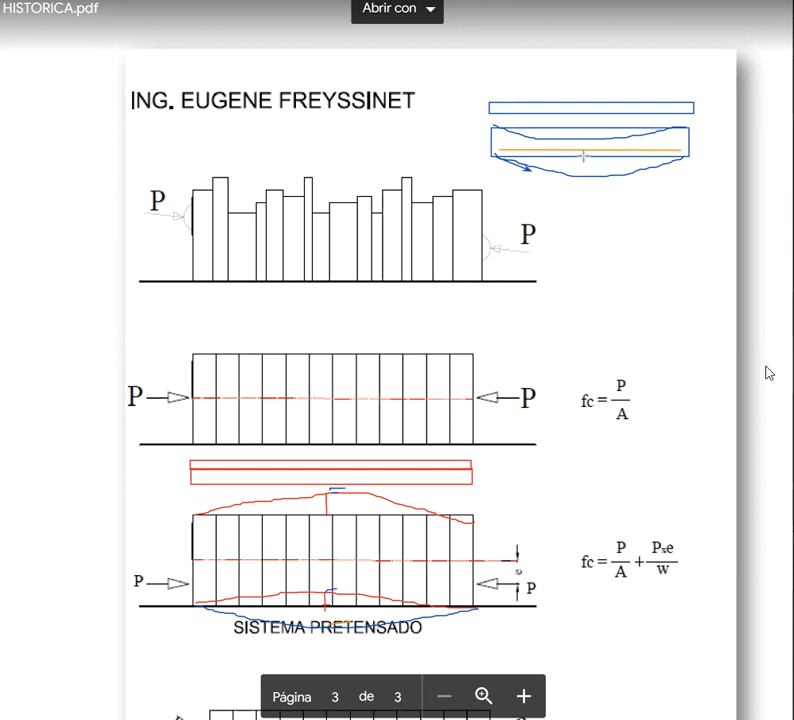 HISTORICA.pdf
Abrir con
ING. EUGENE FREYSSINET
P
P
P
P
fc = P/A
P
e
P
fc = P/A + Pxe/w
SISTEMA PRETENSADO
Página 3 de 3